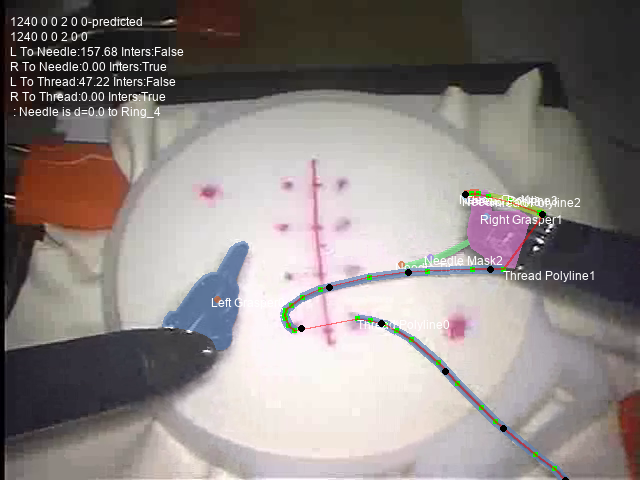 1240 0 0 2 0 0-predicted
1240 0 0 2 0 0
L To Needle:157.68 Inters:False
R To Needle:0.00 Inters:True
L To Thread:47.22 Inters:False
R To Thread:0.00 Inters:True
: Needle is d=0.0 to Ring_4
Right Grasper1
Needle Mask2
Thread Polyline1
Left Grasper
Thread Polyline0